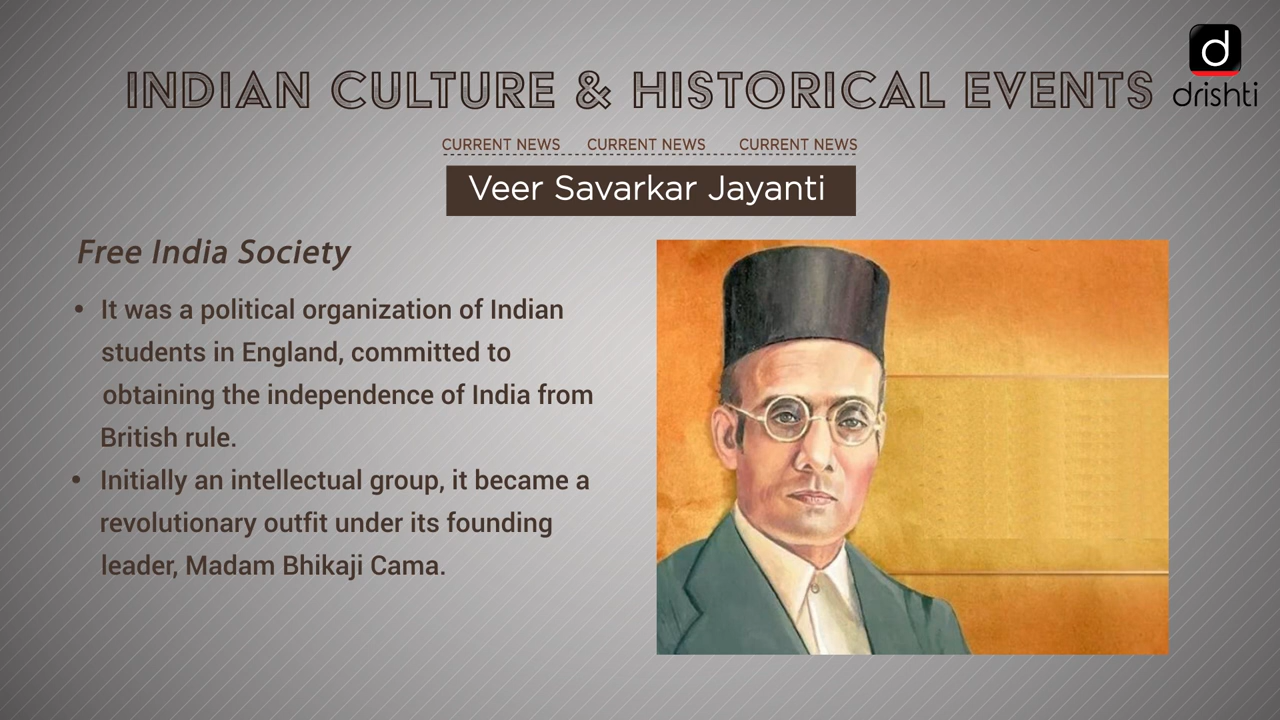 INDIAN CULTURE & HISTORICAL EVENTS
d
drishti
CURRENT NEWS CURRENT NEWS CURRENT NEWS
Veer Savarkar Jayanti
Free India Society
• It was a political organization of Indian
students in England, committed to
obtaining the independence of India from
British rule.
• Initially an intellectual group, it became a
revolutionary outfit under its founding
leader, Madam Bhikaji Cama.